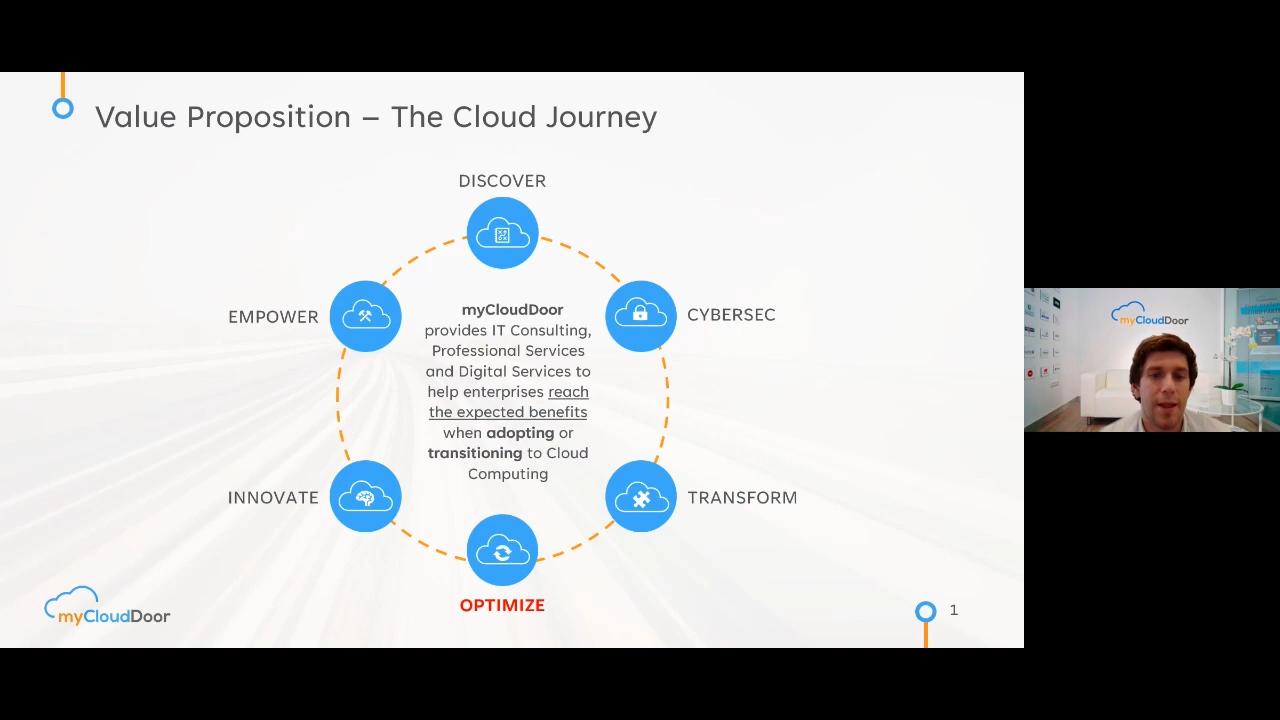 Value Proposition – The Cloud Journey
DISCOVER
EMPOWER
CYBERSEC
myCloudDoor
provides IT Consulting,
Professional Services
and Digital Services to
help enterprises reach
the expected benefits
when adopting or
transitioning to Cloud
Computing
INNOVATE
TRANSFORM
OPTIMIZE
myCloudDoor
1
myCloudDoor